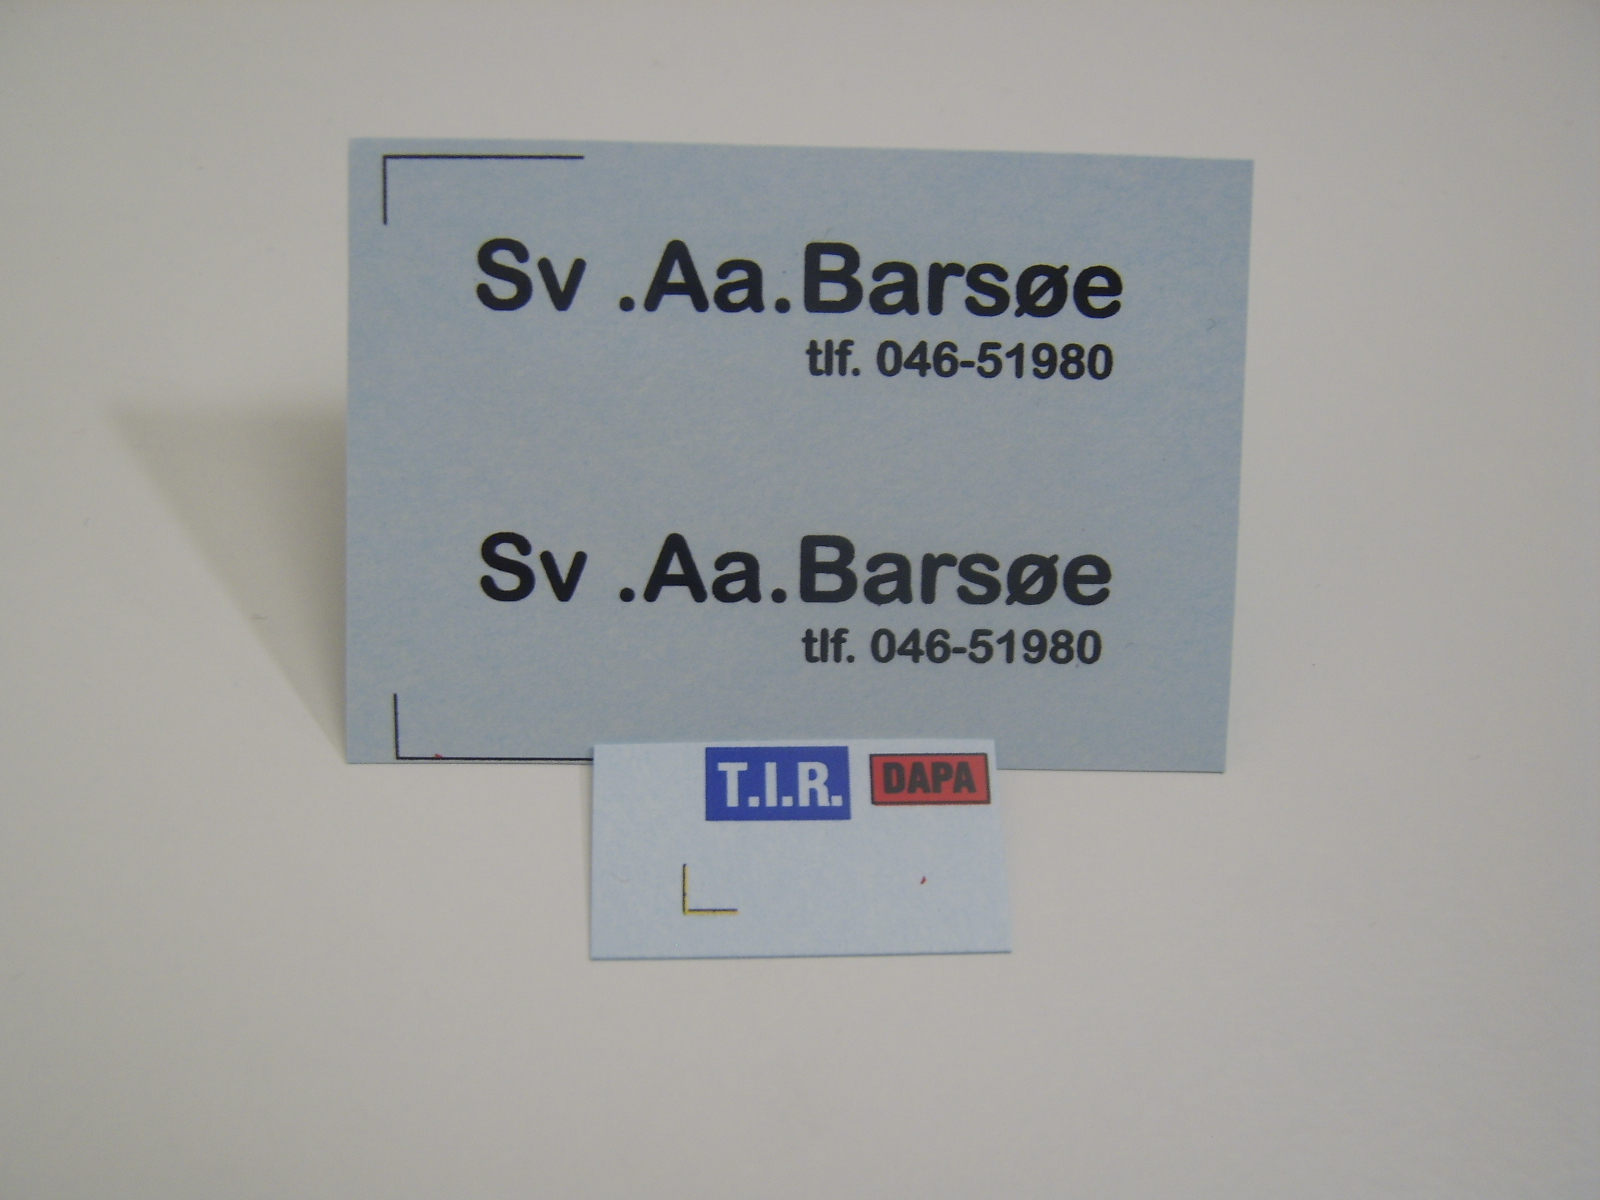 Sv .Aa.Barsøe
tlf. 046-51980
Sv .Aa.Barsøe
tlf. 046-51980
T.I.R. DAPA